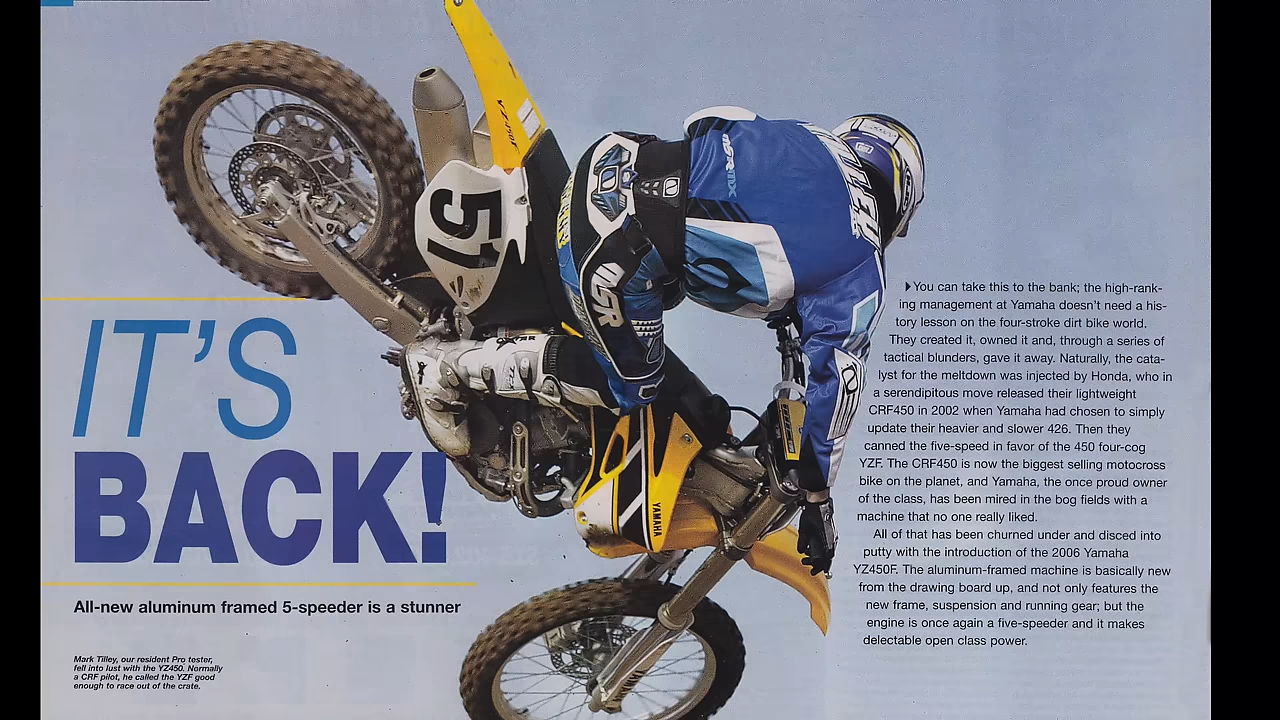 IT'S
BACK!
All-new aluminum framed 5-speeder is a stunner
Mark Tilley, our resident Pro tester,
fell into lust with the YZ450. Normally
a CRF pilot, he called the YZF good
enough to race out of the crate.
You can take this to the bank; the high-rank-
ing management at Yamaha doesn't need a his-
tory lesson on the four-stroke dirt bike world.
They created it, owned it and, through a series of
tactical blunders, gave it away. Naturally, the cata-
lyst for the meltdown was injected by Honda, who in
a serendipitous move released their lightweight
CRF450 in 2002 when Yamaha had chosen to simply
update their heavier and slower 426. Then they
canned the five-speed in favor of the 450 four-cog
YZF. The CRF450 is now the biggest selling motocross
bike on the planet, and Yamaha, the once proud owner
of the class, has been mired in the bog fields with a
machine that no one really liked.
All of that has been churned under and disced into
putty with the introduction of the 2006 Yamaha
YZ450F. The aluminum-framed machine is basically new
from the drawing board up, and not only features the
new frame, suspension and running gear; but the
engine is once again a five-speeder and it makes
delectable open class power.
YZ450F
51
MSR
YAMAHA